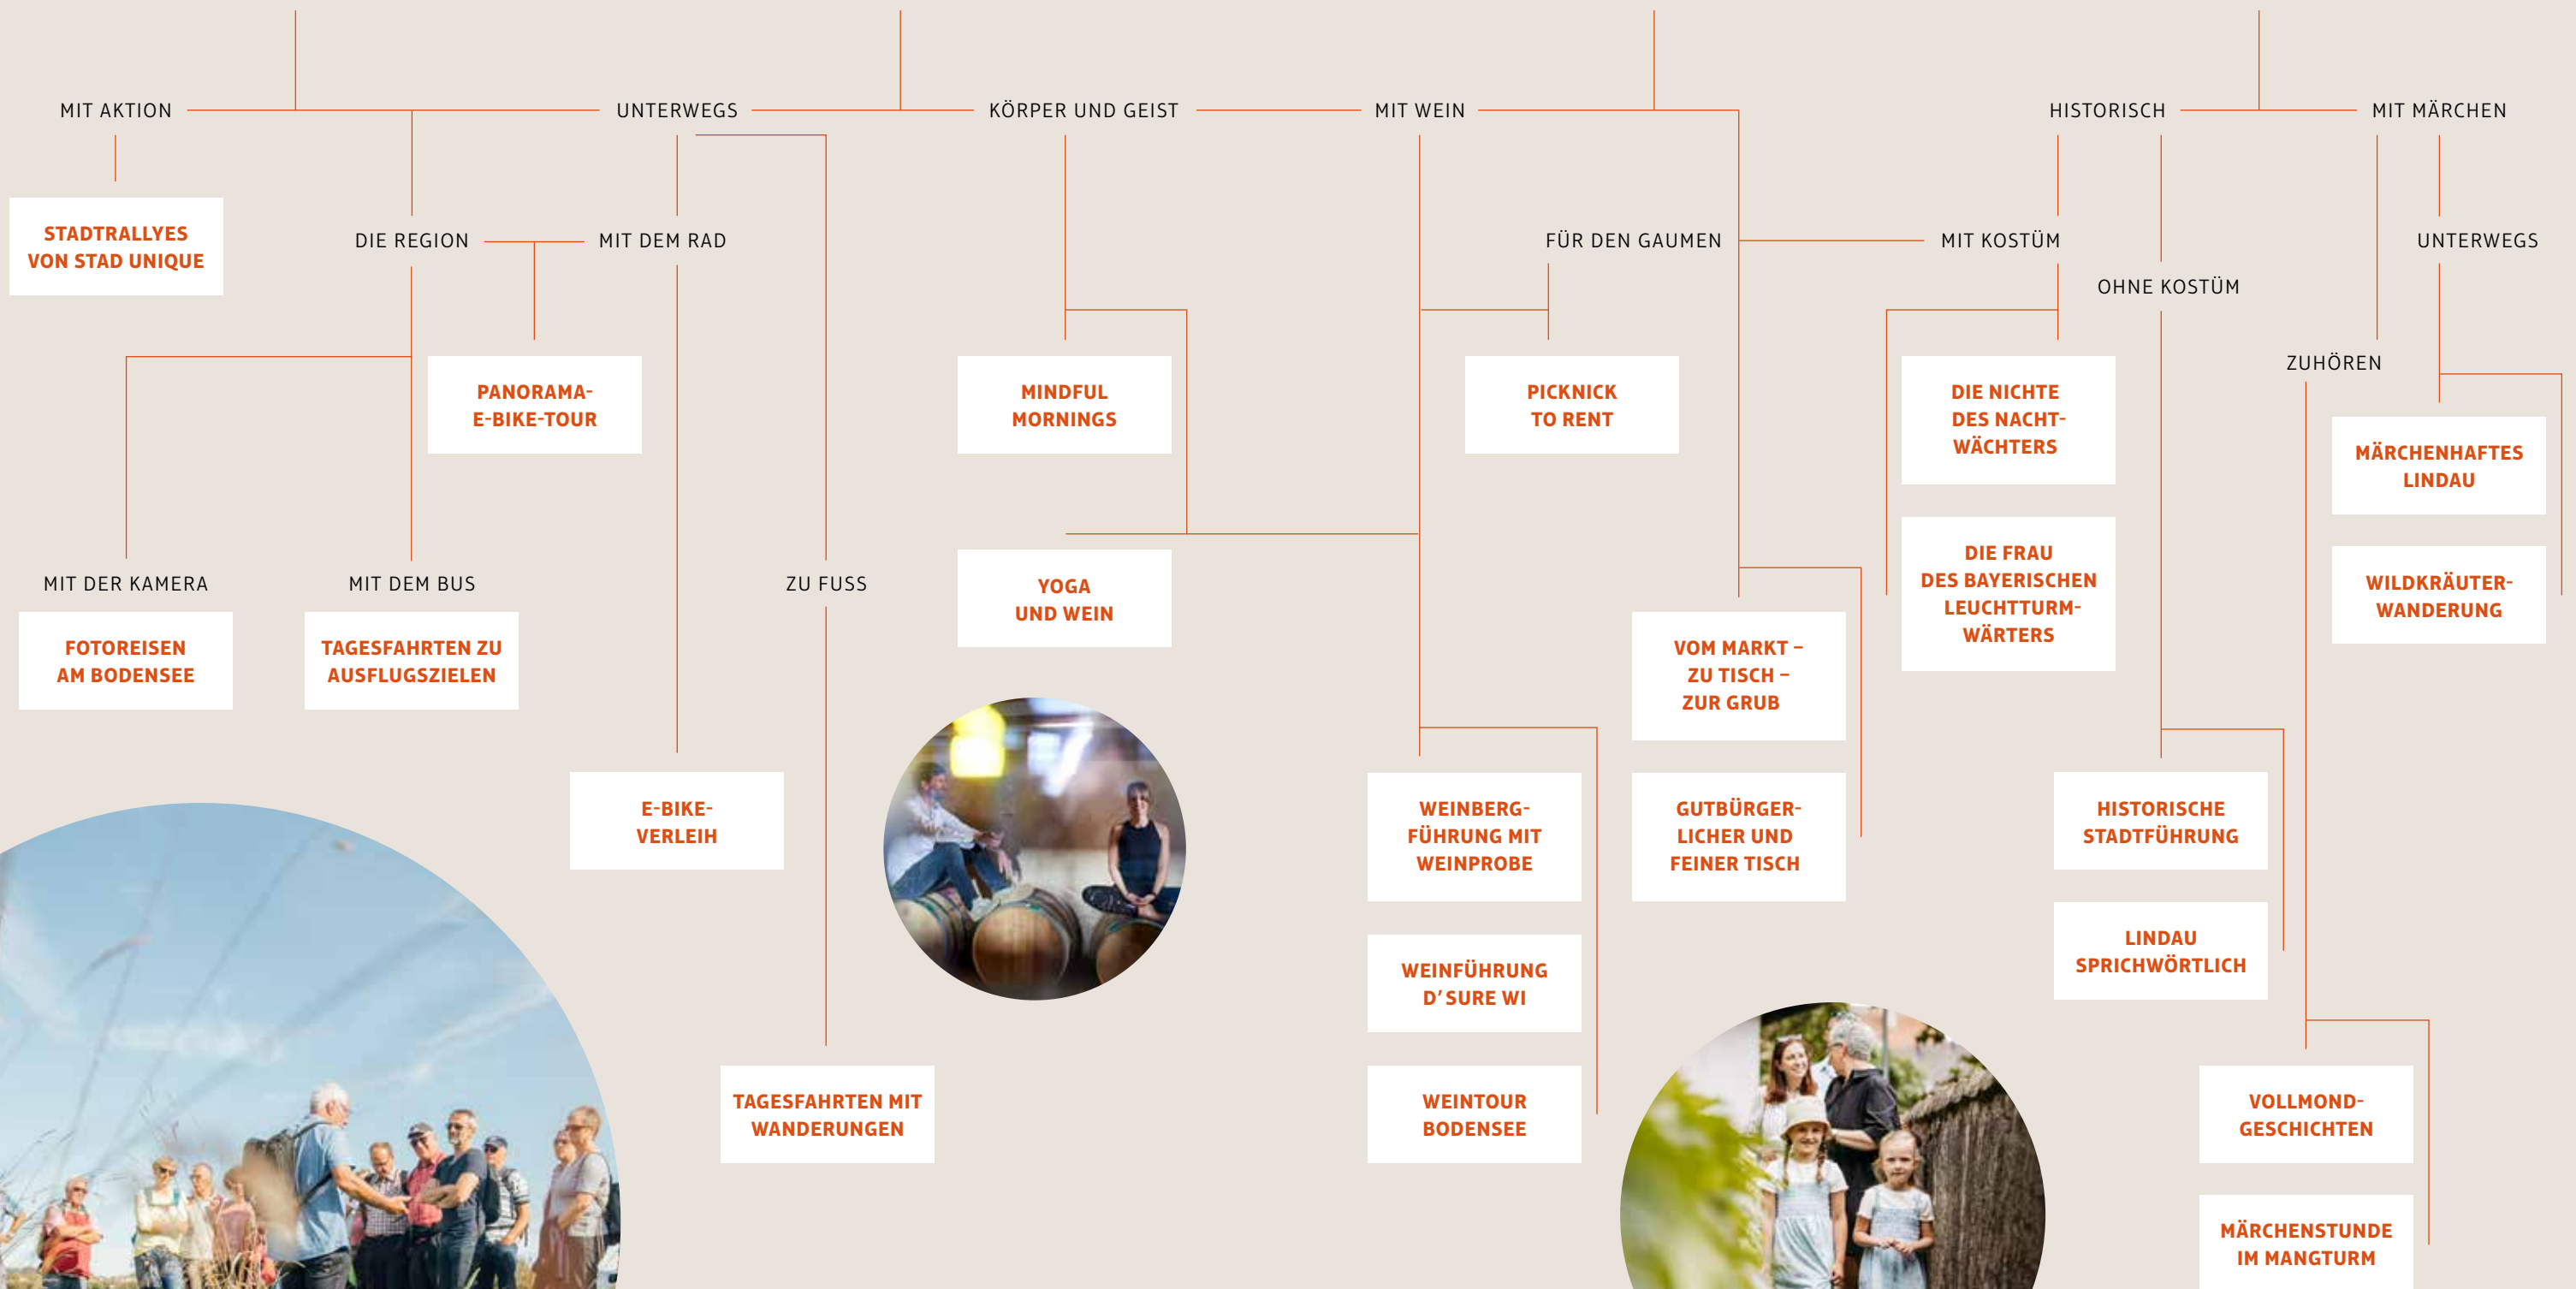 MIT AKTION
UNTERWEGS
KÖRPER UND GEIST
MIT WEIN
HISTORISCH
MIT MÄRCHEN
STADTRALLYES
VON STAD UNIQUE
DIE REGION
MIT DEM RAD
FÜR DEN GAUMEN
MIT KOSTÜM
UNTERWEGS
OHNE KOSTÜM
ZUHÖREN
PANORAMA-
E-BIKE-TOUR
MINDFUL
MORNINGS
PICKNICK
TO RENT
DIE NICHTE
DES NACHT-
WÄCHTERS
MÄRCHENHAFTES
LINDAU
DIE FRAU
DES BAYERISCHEN
LEUCHTTURM-
WÄRTERS
WILDKRÄUTER-
WANDERUNG
MIT DER KAMERA
MIT DEM BUS
ZU FUSS
YOGA
UND WEIN
FOTOREISEN
AM BODENSEE
TAGESFAHRTEN ZU
AUSFLUGSZIELEN
VOM MARKT –
ZU TISCH –
ZUR GRUB
E-BIKE-
VERLEIH
WEINBERG-
FÜHRUNG MIT
WEINPROBE
GUTBÜRGER-
LICHER UND
FEINER TISCH
HISTORISCHE
STADTFÜHRUNG
WEINFÜHRUNG
D’ SURE WI
LINDAU
SPRICHWÖRTLICH
TAGESFAHRTEN MIT
WANDERUNGEN
WEINTOUR
BODENSEE
VOLLMOND-
GESCHICHTEN
MÄRCHENSTUNDE
IM MANGTURM